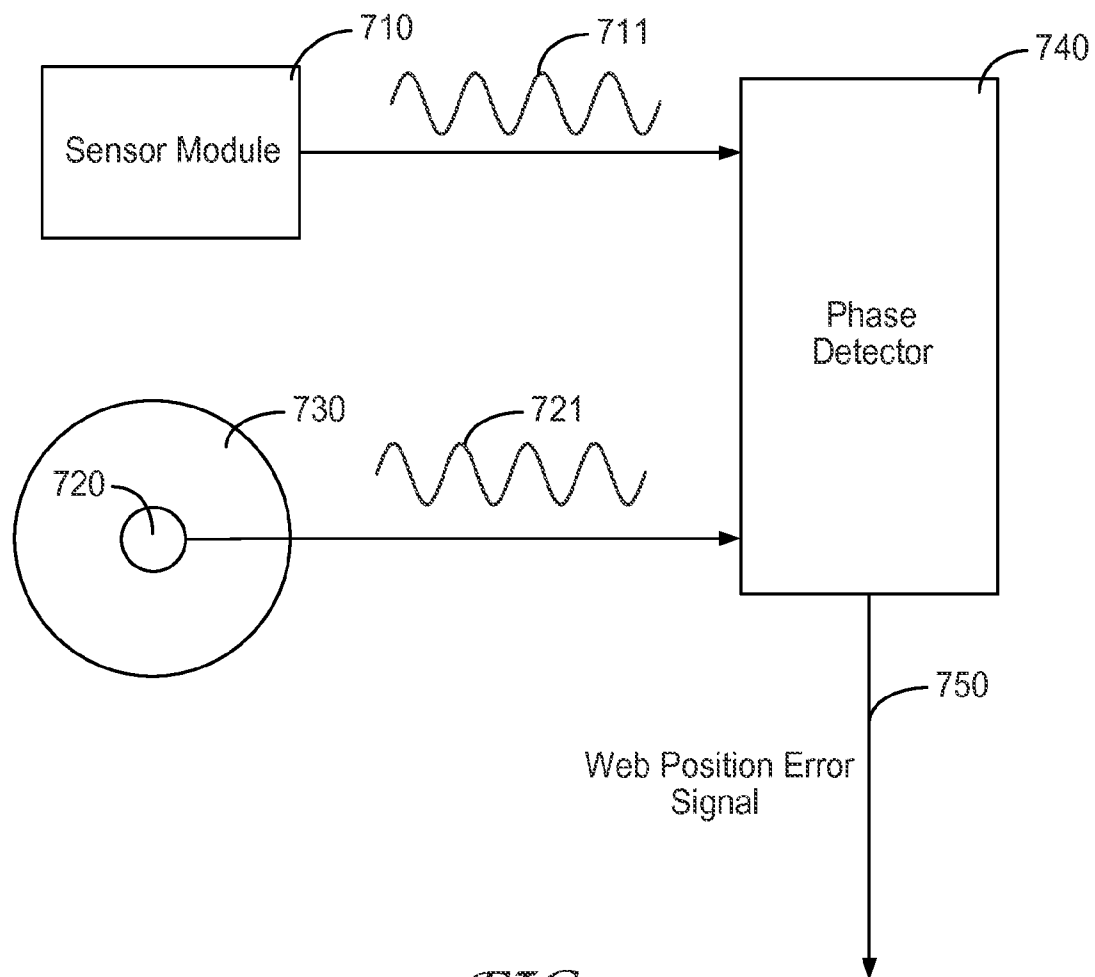 710
711
740
Sensor Module
Phase
Detector
730
721
720
750
Web Position Error
Signal